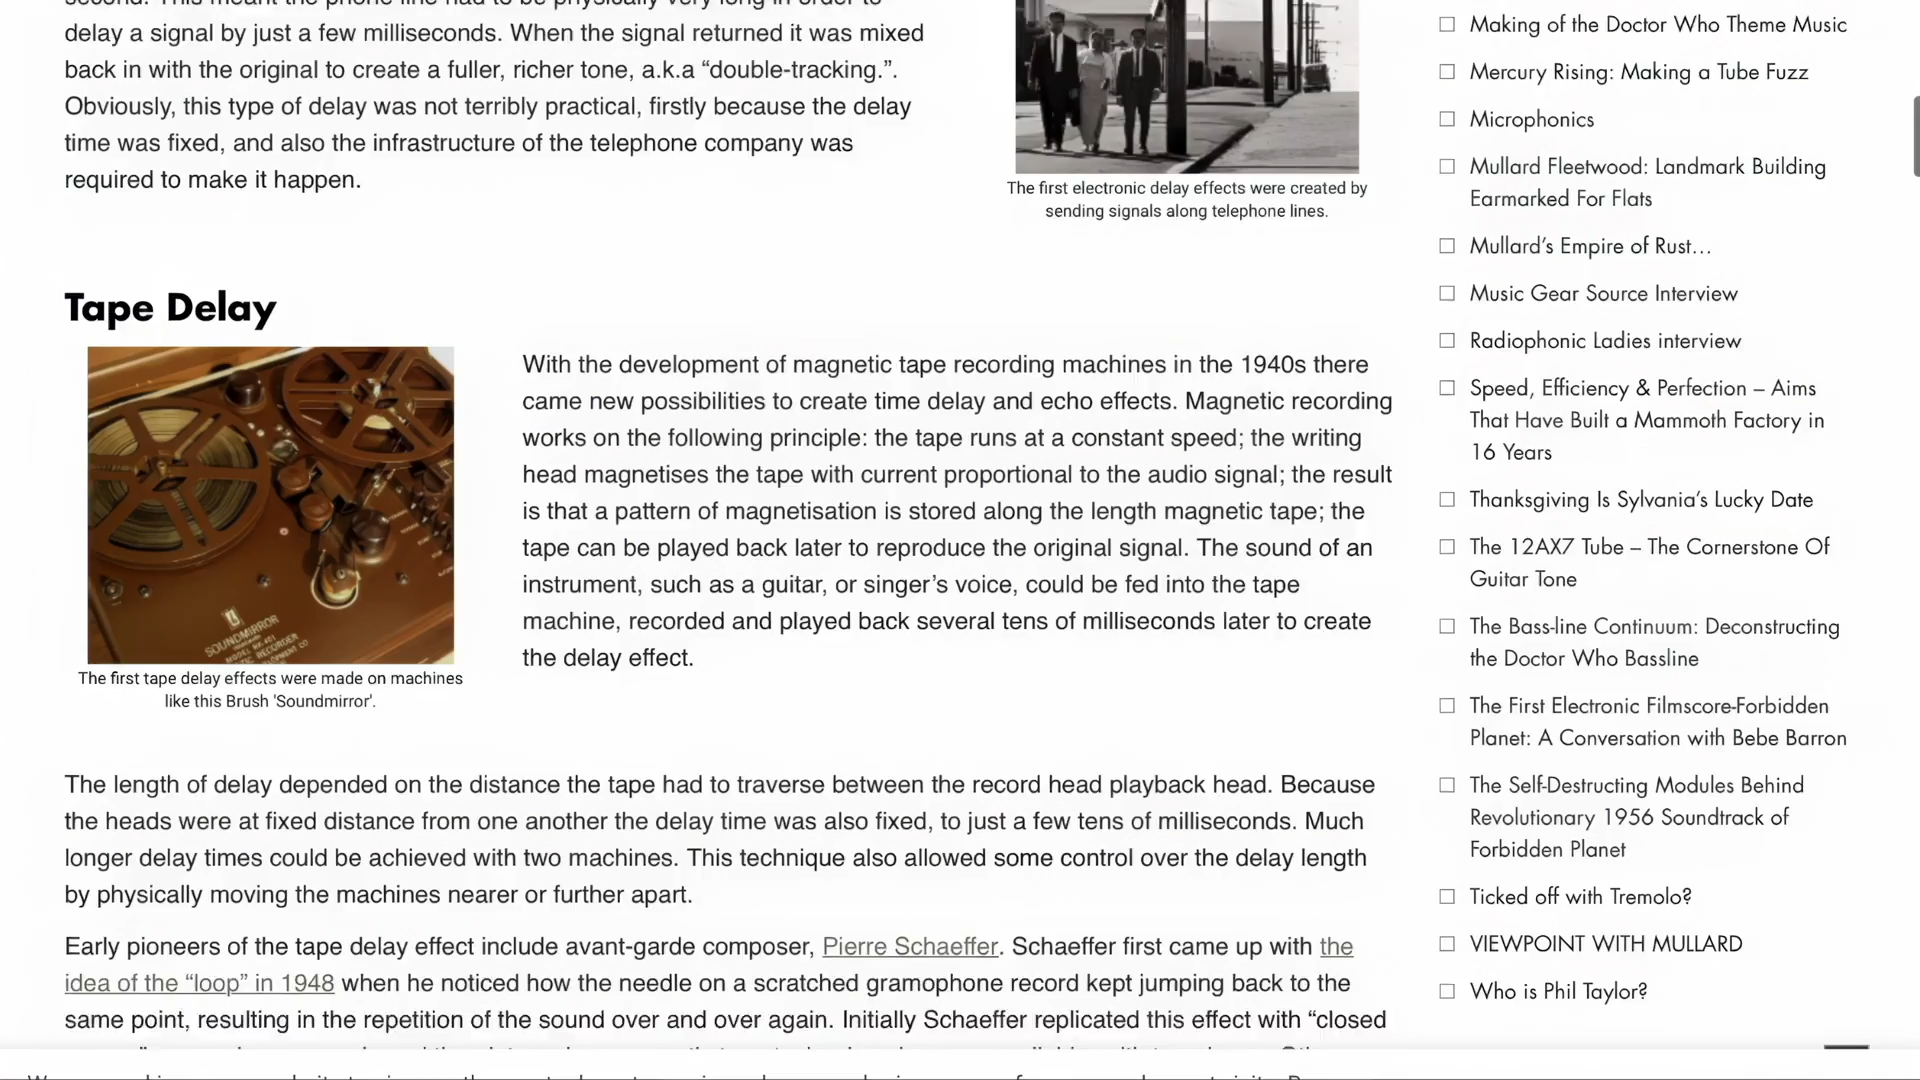 delay a signal by just a few milliseconds. When the signal returned it was mixed
back in with the original to create a fuller, richer tone, a.k.a “double-tracking.”.
Obviously, this type of delay was not terribly practical, firstly because the delay
time was fixed, and also the infrastructure of the telephone company was
required to make it happen.
The first electronic delay effects were created by
sending signals along telephone lines.
Tape Delay
SOUNDMIRROR
The first tape delay effects were made on machines
like this Brush 'Soundmirror'.
With the development of magnetic tape recording machines in the 1940s there
came new possibilities to create time delay and echo effects. Magnetic recording
works on the following principle: the tape runs at a constant speed; the writing
head magnetises the tape with current proportional to the audio signal; the result
is that a pattern of magnetisation is stored along the length magnetic tape; the
tape can be played back later to reproduce the original signal. The sound of an
instrument, such as a guitar, or singer’s voice, could be fed into the tape
machine, recorded and played back several tens of milliseconds later to create
the delay effect.
The length of delay depended on the distance the tape had to traverse between the record head playback head. Because
the heads were at fixed distance from one another the delay time was also fixed, to just a few tens of milliseconds. Much
longer delay times could be achieved with two machines. This technique also allowed some control over the delay length
by physically moving the machines nearer or further apart.
Early pioneers of the tape delay effect include avant-garde composer, Pierre Schaeffer. Schaeffer first came up with the
idea of the “loop” in 1948 when he noticed how the needle on a scratched gramophone record kept jumping back to the
same point, resulting in the repetition of the sound over and over again. Initially Schaeffer replicated this effect with “closed
Making of the Doctor Who Theme Music
Mercury Rising: Making a Tube Fuzz
Microphonics
Mullard Fleetwood: Landmark Building
Earmarked For Flats
Mullard’s Empire of Rust…
Music Gear Source Interview
Radiophonic Ladies interview
Speed, Efficiency & Perfection – Aims
That Have Built a Mammoth Factory in
16 Years
Thanksgiving Is Sylvania’s Lucky Date
The 12AX7 Tube – The Cornerstone Of
Guitar Tone
The Bass-line Continuum: Deconstructing
the Doctor Who Bassline
The First Electronic Filmscore-Forbidden
Planet: A Conversation with Bebe Barron
The Self-Destructing Modules Behind
Revolutionary 1956 Soundtrack of
Forbidden Planet
Ticked off with Tremolo?
VIEWPOINT WITH MULLARD
Who is Phil Taylor?